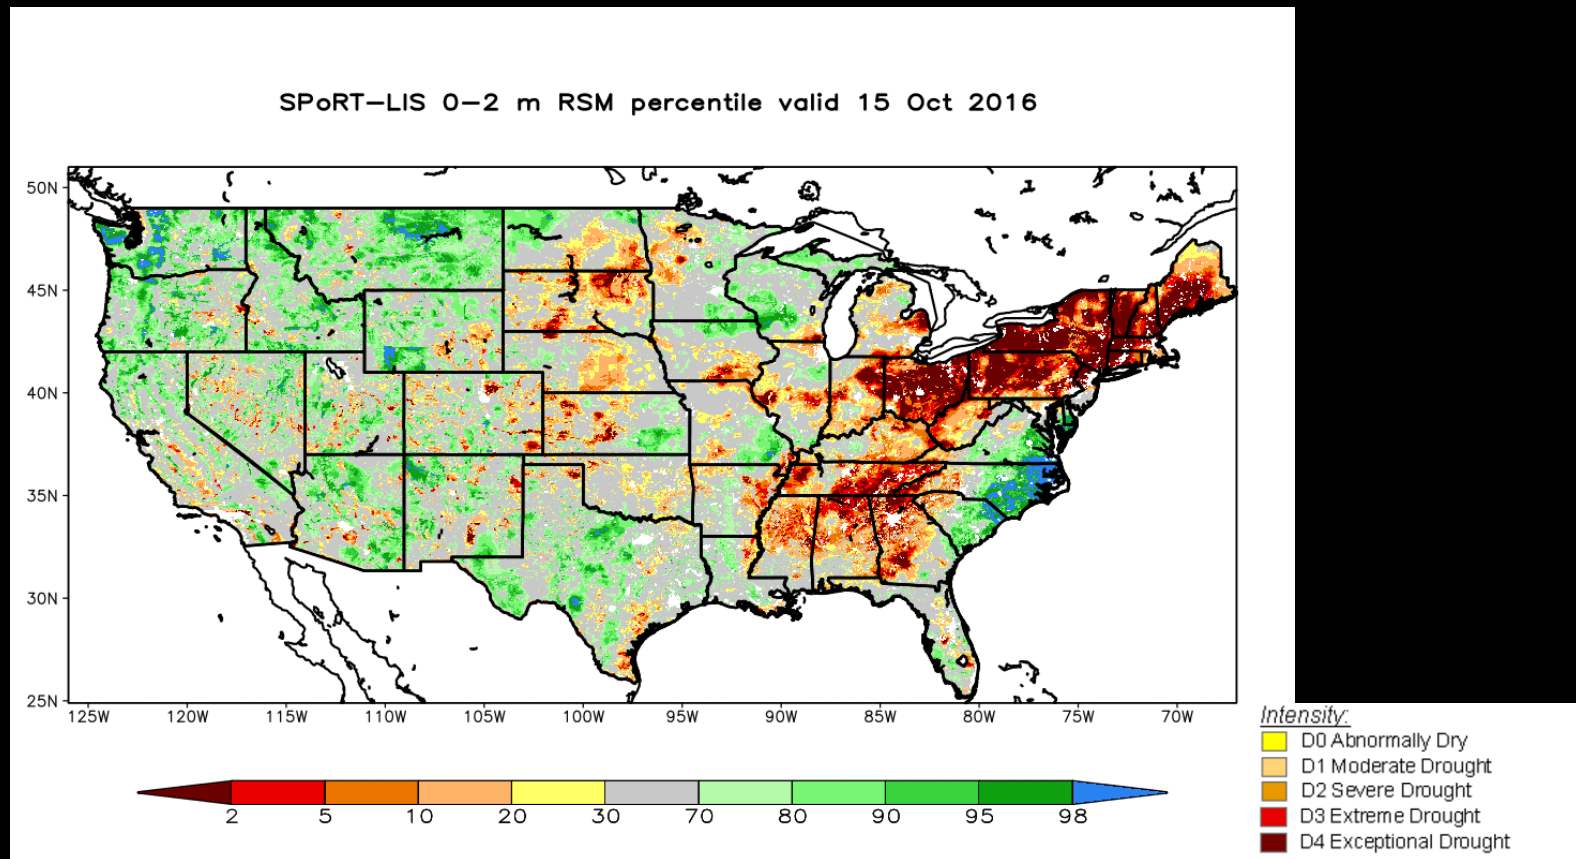 SPoRT-LIS 0-2 m RSM percentile valid 15 Oct 2016
50N
45N
40N
35N
30N
25N
125W 120W 115W 110W 105W 100W 95W 90W 85W 80W 75W 70W
2 5 10 20 30 70 80 90 95 98
Intensity:
D0 Abnormally Dry
D1 Moderate Drought
D2 Severe Drought
D3 Extreme Drought
D4 Exceptional Drought